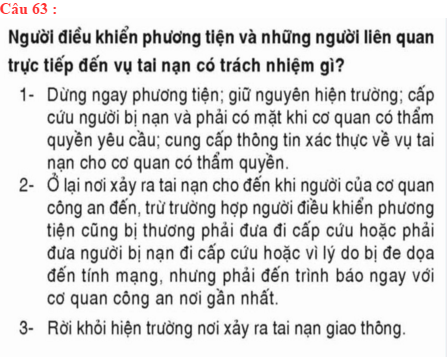 Câu 63 :
Người điều khiển phương tiện và những người liên quan
trực tiếp đến vụ tai nạn có trách nhiệm gì?
1- Dừng ngay phương tiện; giữ nguyên hiện trường; cấp
cứu người bị nạn và phải có mặt khi cơ quan có thẩm
quyền yêu cầu; cung cấp thông tin xác thực về vụ tai
nạn cho cơ quan có thẩm quyền.
2- Ở lại nơi xảy ra tai nạn cho đến khi người của cơ quan
công an đến, trừ trường hợp người điều khiển phương
tiện cũng bị thương phải đưa đi cấp cứu hoặc phải
đưa người bị nạn đi cấp cứu hoặc vì lý do bị đe dọa
đến tính mạng, nhưng phải đến trình báo ngay với
cơ quan công an nơi gần nhất.
3- Rời khỏi hiện trường nơi xảy ra tai nạn giao thông.